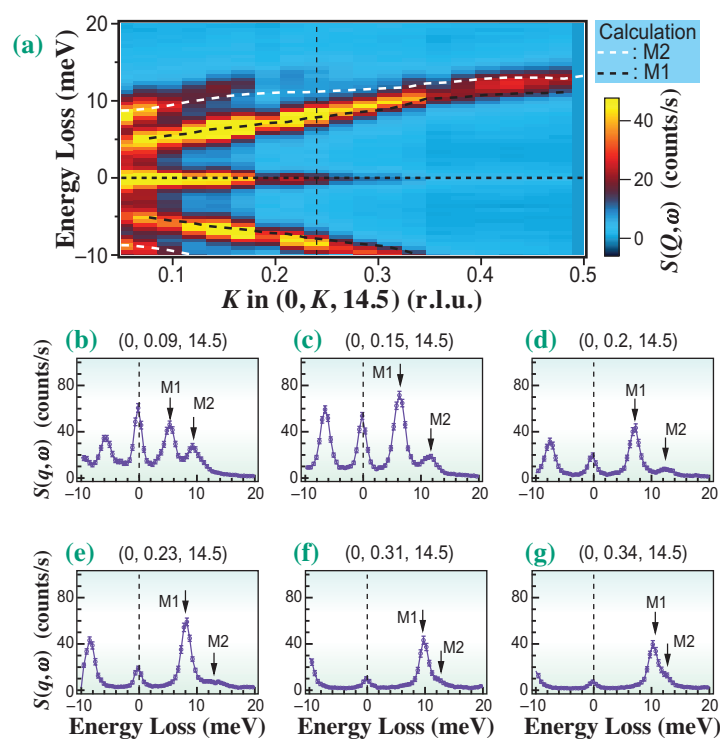 (a)
20
10
0
−10
Energy Loss (meV)
0.1 0.2 0.3 0.4 0.5
K in (0, K, 14.5) (r.l.u.)
Calculation
: M2
: M1
40
20
0
S(Q,ω) (counts/s)
(b) (0, 0.09, 14.5)
M1
M2
80
40
0
−10 0 10 20
S(q,ω) (counts/s)
(c) (0, 0.15, 14.5)
M1
M2
80
40
0
−10 0 10 20
(d) (0, 0.2, 14.5)
M1
M2
80
40
0
−10 0 10 20
(e) (0, 0.23, 14.5)
M1
M2
80
40
0
−10 0 10 20
S(q,ω) (counts/s)
Energy Loss (meV)
(f) (0, 0.31, 14.5)
M1
M2
80
40
0
−10 0 10 20
Energy Loss (meV)
(g) (0, 0.34, 14.5)
M1
M2
80
40
0
−10 0 10 20
Energy Loss (meV)